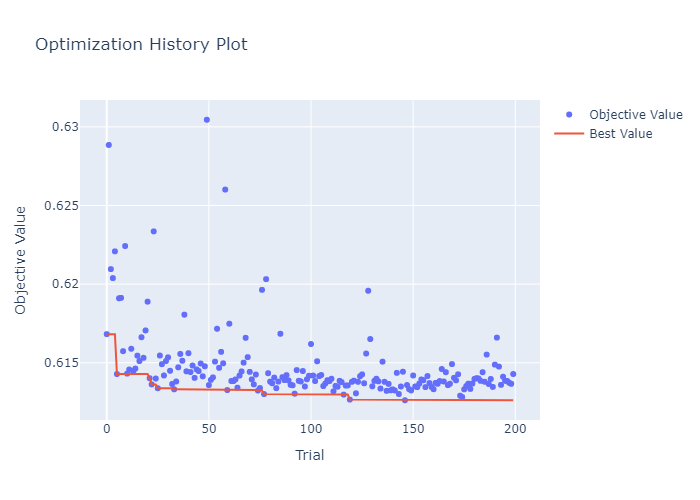 Optimization History Plot
Objective Value
Best Value
0.63
0.625
0.62
0.615
Objective Value
0
50
100
150
200
Trial